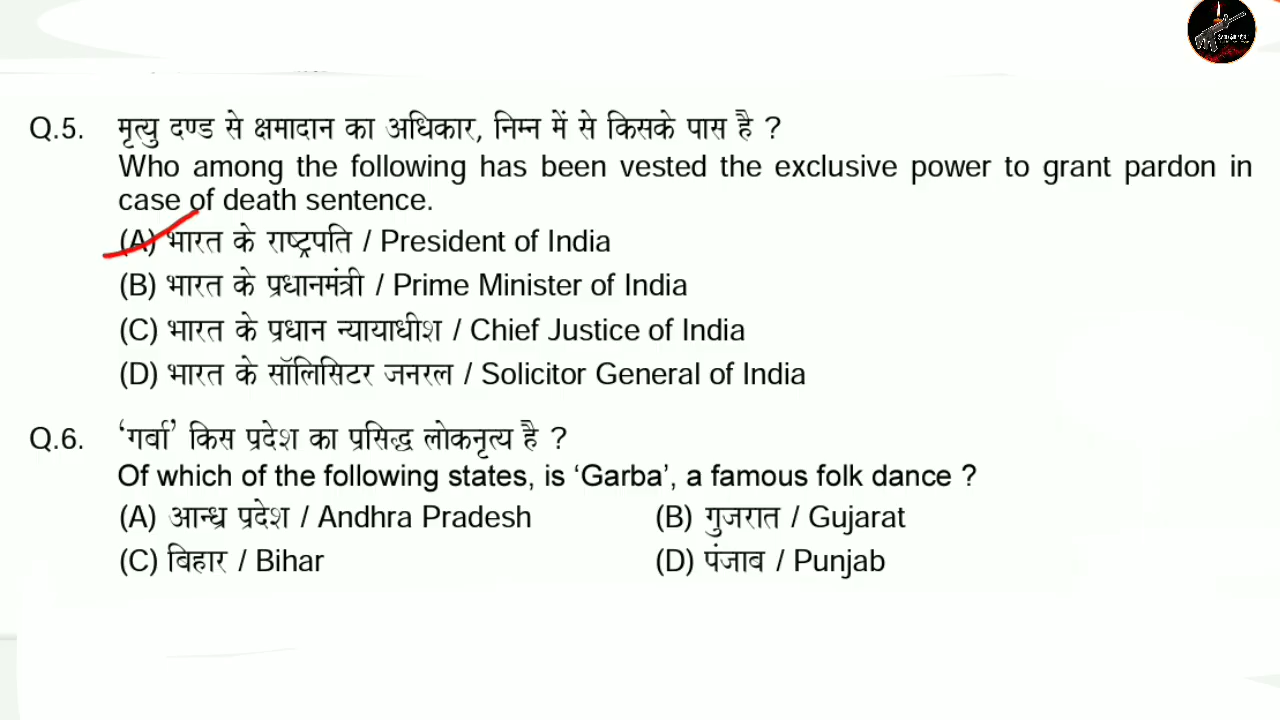 Q.5. मृत्यु दण्ड से क्षमादान का अधिकार, निम्न में से किसके पास है ?
Who among the following has been vested the exclusive power to grant pardon in
case of death sentence.
(A) भारत के राष्ट्रपति / President of India
(B) भारत के प्रधानमंत्री / Prime Minister of India
(C) भारत के प्रधान न्यायाधीश / Chief Justice of India
(D) भारत के सॉलिसिटर जनरल / Solicitor General of India
Q.6. ‘गर्बा’ किस प्रदेश का प्रसिद्ध लोकनृत्य है ?
Of which of the following states, is ‘Garba’, a famous folk dance ?
(A) आन्ध्र प्रदेश / Andhra Pradesh (B) गुजरात / Gujarat
(C) बिहार / Bihar (D) पंजाब / Punjab